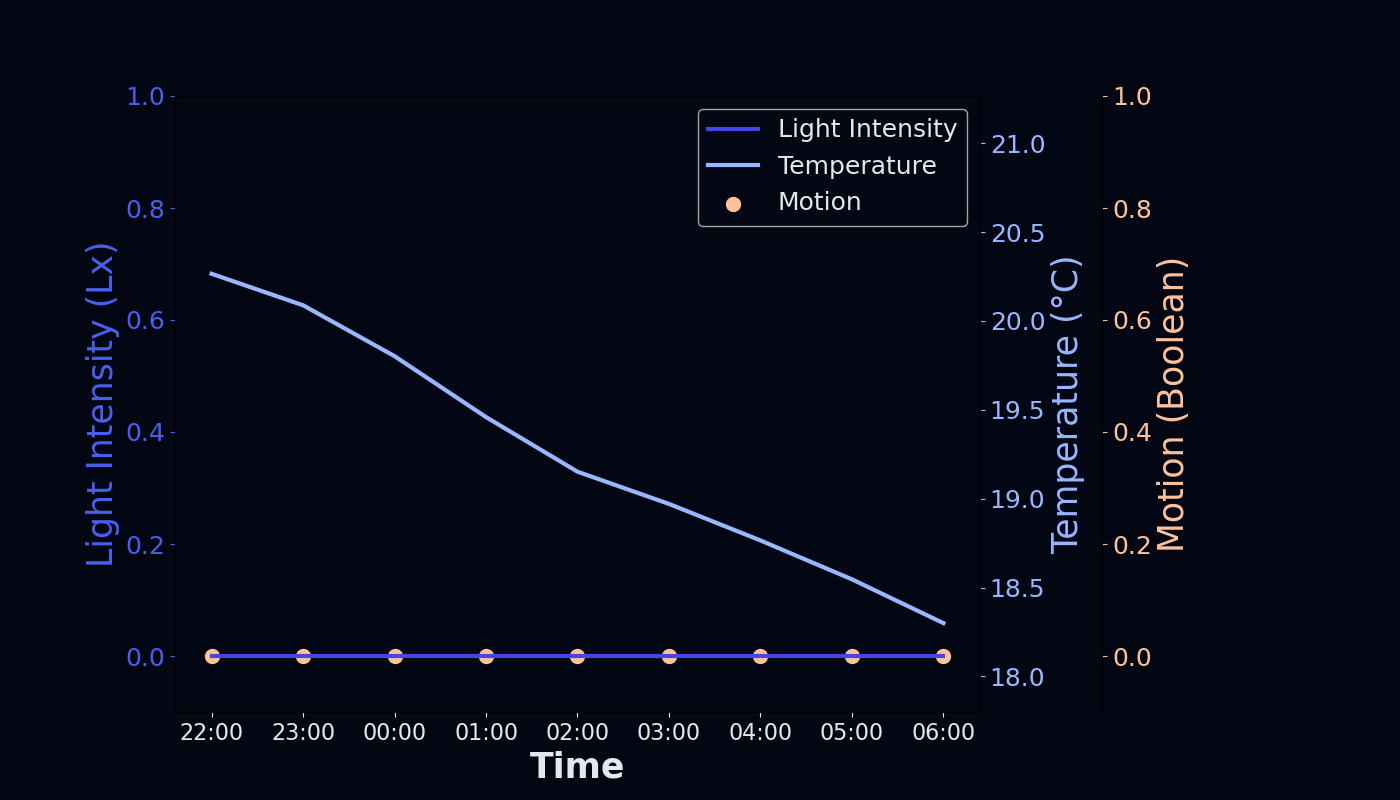 1.0
0.8
0.6
0.4
0.2
0.0
Light Intensity (Lx)
Light Intensity
Temperature
Motion
21.0
20.5
20.0
19.5
19.0
18.5
18.0
Temperature (°C)
1.0
0.8
0.6
0.4
0.2
0.0
Motion (Boolean)
22:00 23:00 00:00 01:00 02:00 03:00 04:00 05:00 06:00
Time